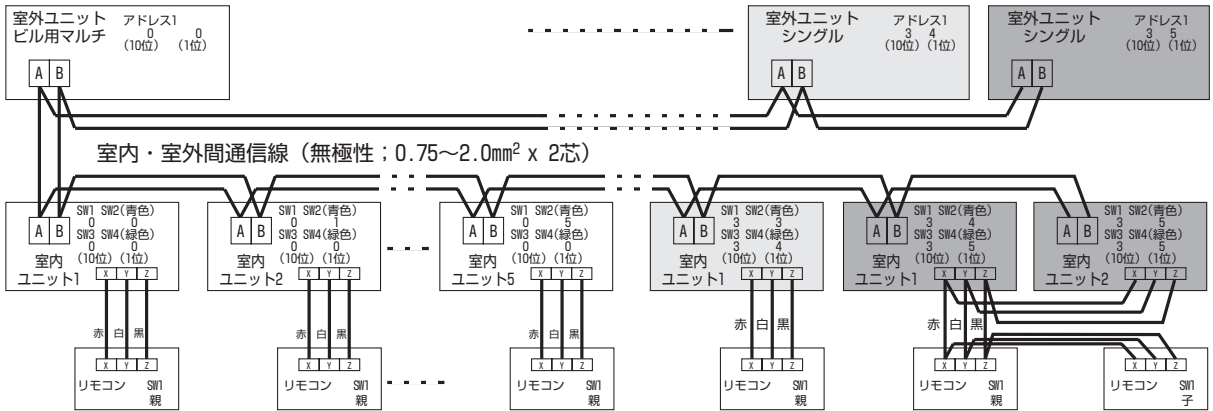 室外ユニット アドレス1
ビル用マルチ 0 0
(10位) (1位)
A B
室外ユニット アドレス1
シングル 3 4
(10位) (1位)
A B
室外ユニット アドレス1
シングル 3 5
(10位) (1位)
A B
室内・室外間通信線（無極性；0.75～2.0mm² x 2芯）
A B
SW1 SW2(青色)
0 0
SW3 SW4(緑色)
0 0
(10位) (1位)
室内
ユニット1
X Y Z
A B
SW1 SW2(青色)
0 1
SW3 SW4(緑色)
0 0
(10位) (1位)
室内
ユニット2
X Y Z
A B
SW1 SW2(青色)
0 5
SW3 SW4(緑色)
0 0
(10位) (1位)
室内
ユニット5
X Y Z
A B
SW1 SW2(青色)
3 3
SW3 SW4(緑色)
3 4
(10位) (1位)
室内
ユニット1
X Y Z
A B
SW1 SW2(青色)
3 4
SW3 SW4(緑色)
3 5
(10位) (1位)
室内
ユニット1
X Y Z
A B
SW1 SW2(青色)
3 5
SW3 SW4(緑色)
3 5
(10位) (1位)
室内
ユニット2
X Y Z
赤 白 黒
赤 白 黒
赤 白 黒
赤 白 黒
赤 白 黒
X Y Z
リモコン SW1
親
X Y Z
リモコン SW1
親
X Y Z
リモコン SW1
親
X Y Z
リモコン SW1
親
X Y Z
リモコン SW1
親
X Y Z
リモコン SW1
子